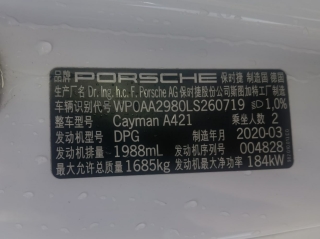 品牌 PORSCHE 保时捷 制造国 德国
生产厂名 Dr. Ing. h.c. F. Porsche AG 保时捷股份公司斯图加特工厂制造
车辆识别代号 WP0AA2980LS260719 1,0%
整车型号 Cayman A421 乘坐人数 2
发动机型号 DPG 制造年月 2020-03
发动机排量 1988mL 发动机序号 004828
最大允许总质量 1685kg 发动机最大净功率 184kW